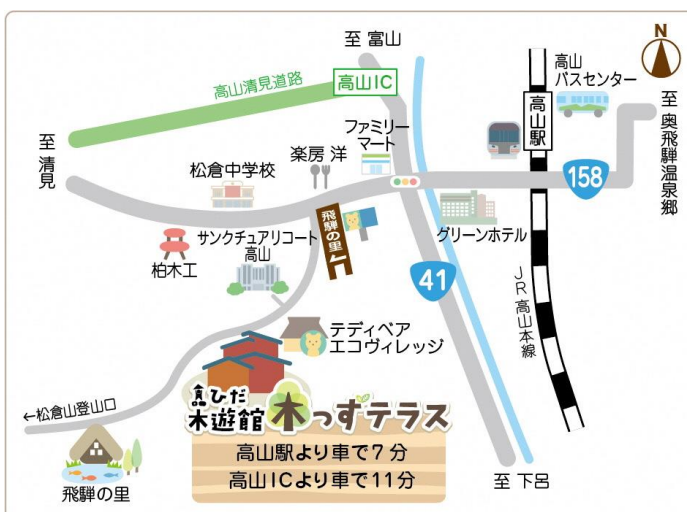 至 富山
N
高山
バスセンター
高山清見道路
高山IC
高山駅
至 奥飛騨温泉郷
ファミリー
マート
至 清見
楽房 洋
松倉中学校
158
飛騨の里
グリーンホテル
サンクチュアリコート
高山
柏木工
41
JR高山本線
テディベア
エコヴィレッジ
ひだ
木遊館
木っずテラス
←松倉山登山口
高山駅より車で7分
高山ICより車で11分
飛騨の里
至 下呂